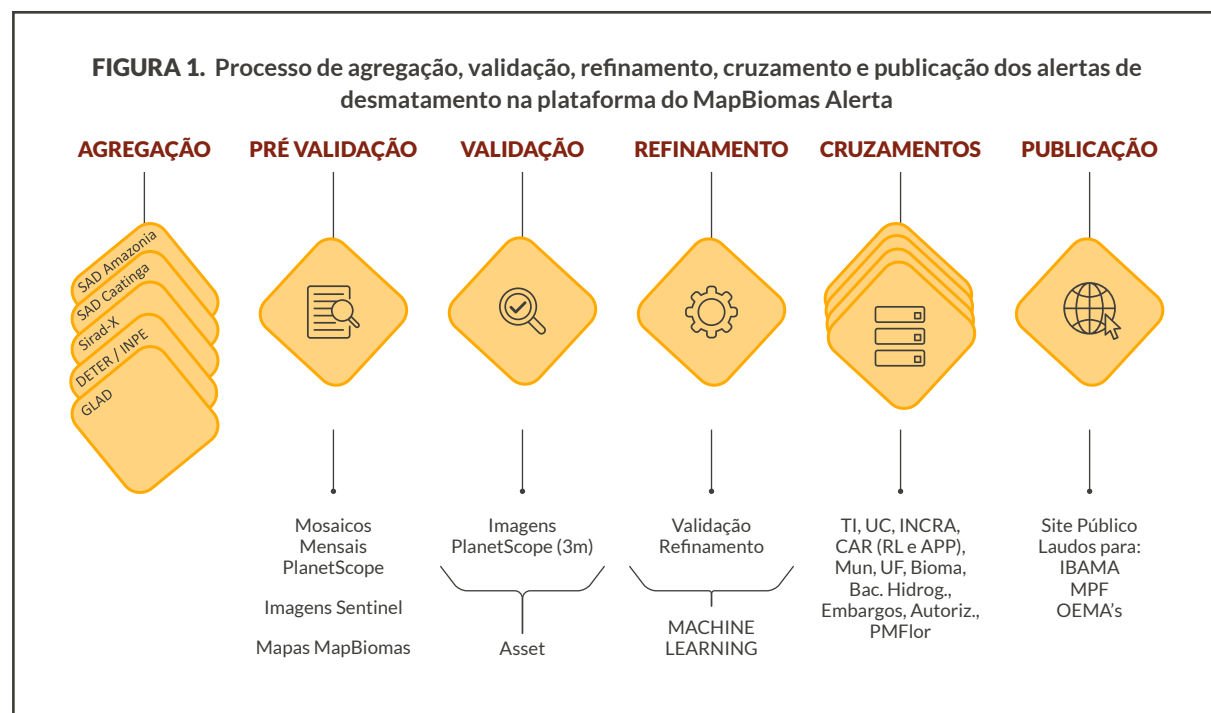 FIGURA 1. Processo de agregação, validação, refinamento, cruzamento e publicação dos alertas de
desmatamento na plataforma do MapBiomas Alerta
AGREGAÇÃO
SAD Amazonia
SAD Caatinga
Sirad-X
DETER / INPE
GLAD
PRÉ VALIDAÇÃO
Mosaicos
Mensais
PlanetScope
Imagens Sentinel
Mapas MapBiomas
VALIDAÇÃO
Imagens
PlanetScope (3m)
Asset
REFINAMENTO
Validação
Refinamento
MACHINE
LEARNING
CRUZAMENTOS
TI, UC, INCRA,
CAR (RL e APP),
Mun, UF, Bioma,
Bac. Hidrog.,
Embargos, Autoriz.,
PMFlor
PUBLICAÇÃO
Site Público
Laudos para:
IBAMA
MPF
OEMA's